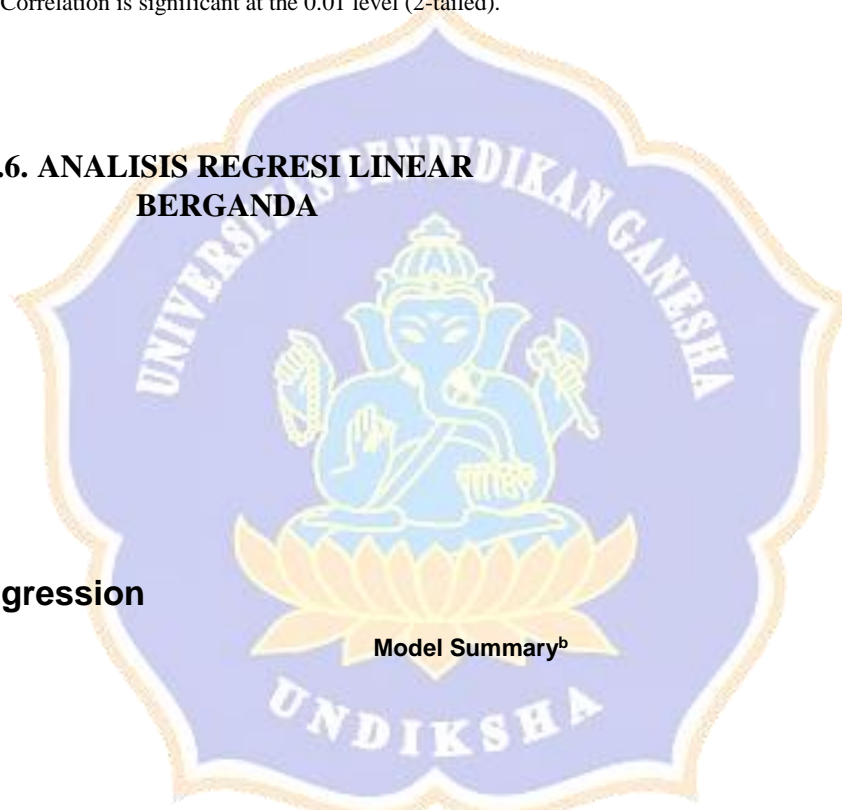 Correlation is significant at the 0.01 level (2-tailed).
.6. ANALISIS REGRESI LINEAR
BERGANDA
UNIVERSITAS PENDIDIKAN GANESHA
gression
Model Summaryᵇ
UNDIKSHA